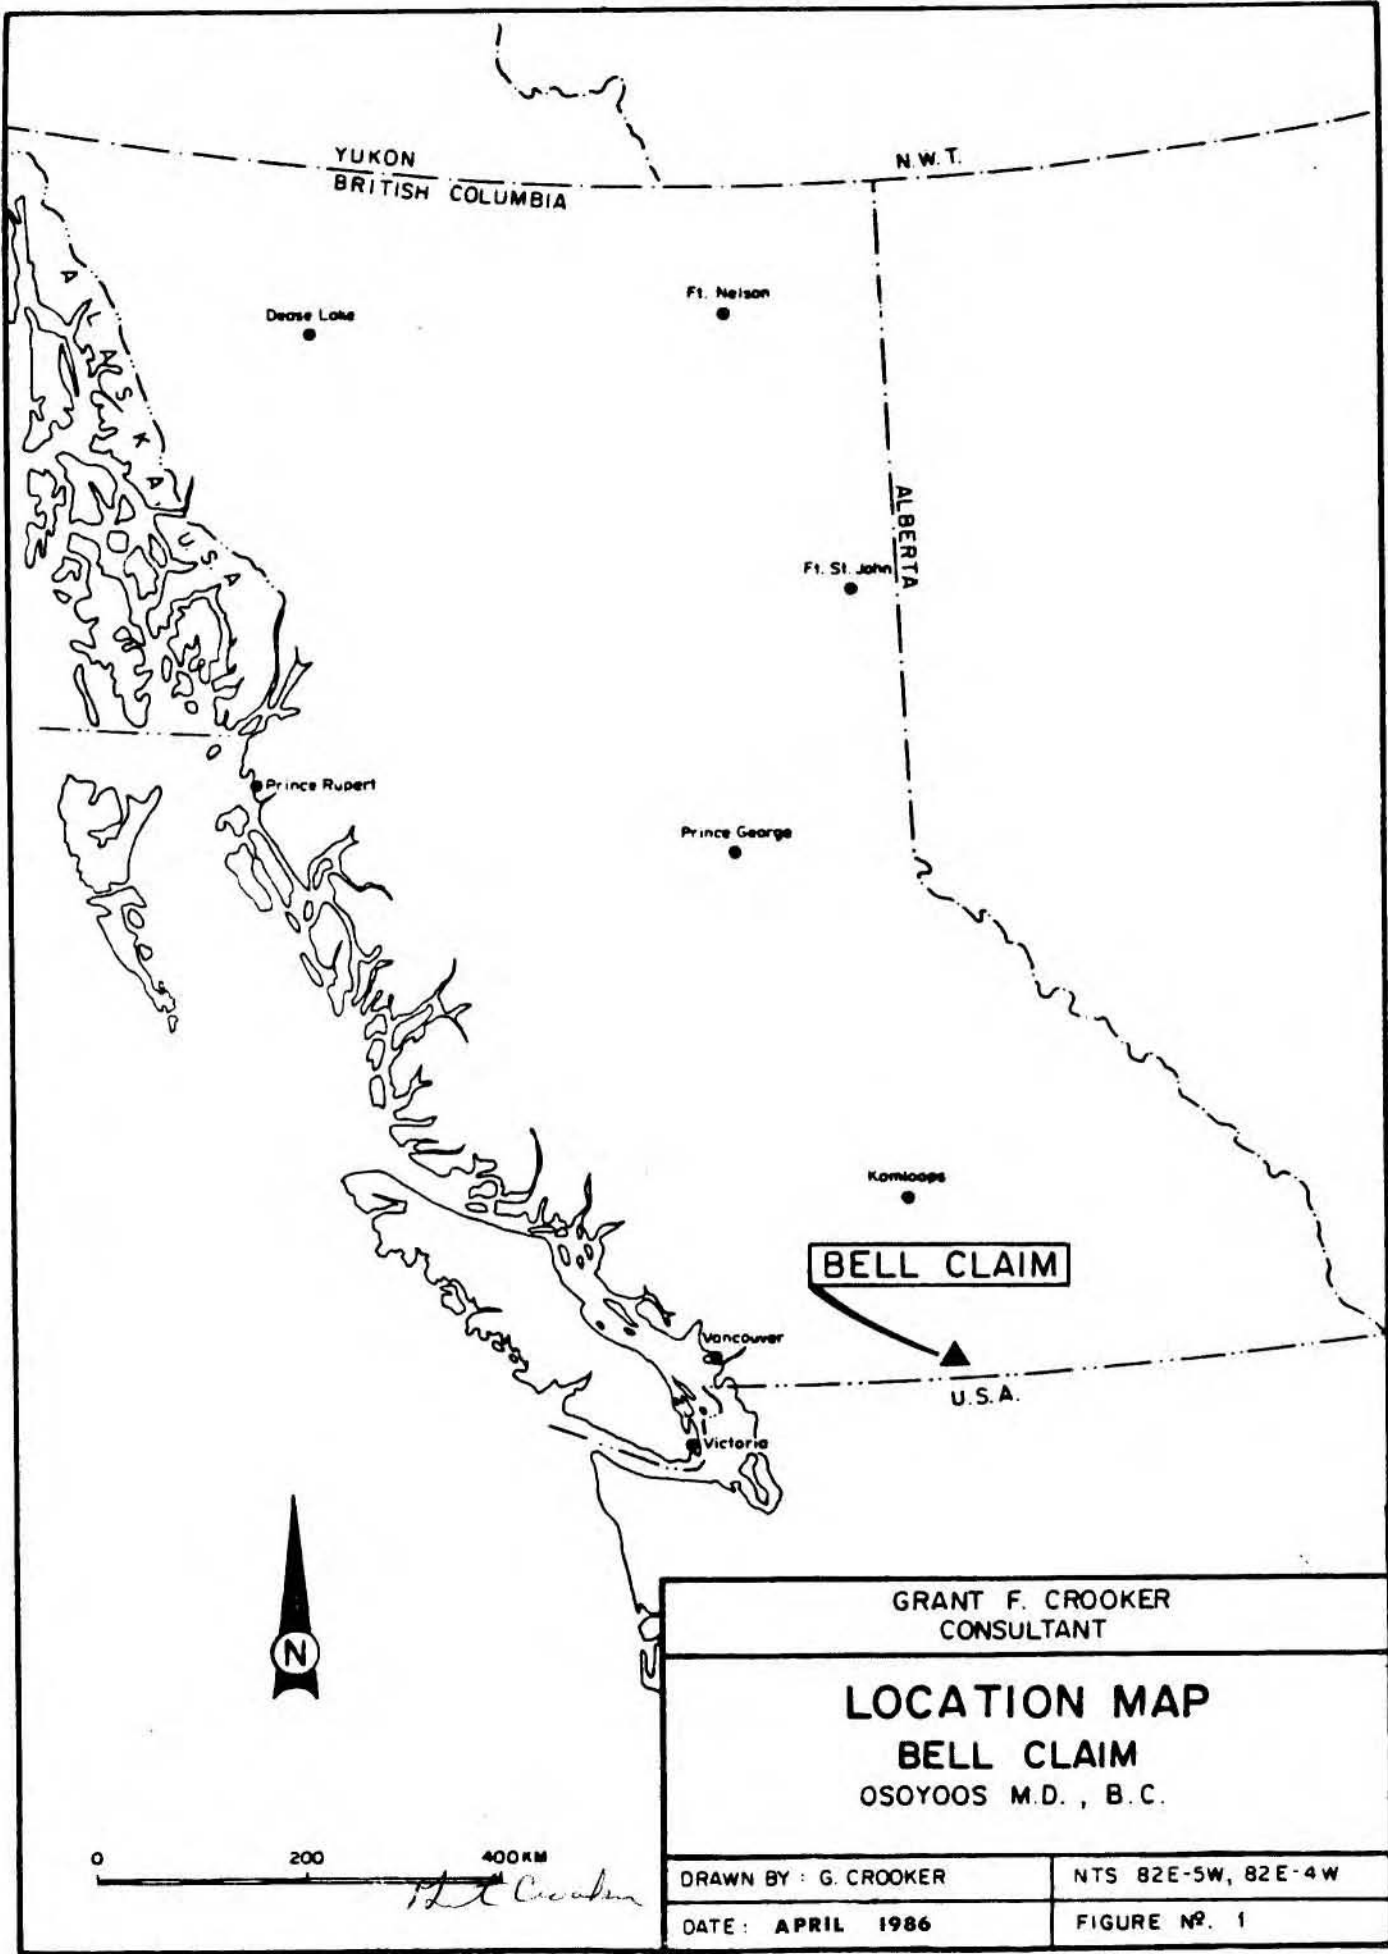 YUKON
N.W.T.
BRITISH COLUMBIA
ALASKA
U.S.A.
Dease Lake
Ft. Nelson
ALBERTA
Ft. St. John
Prince Rupert
Prince George
Kamloops
BELL CLAIM
Vancouver
U.S.A.
Victoria
N
GRANT F. CROOKER
CONSULTANT
LOCATION MAP
BELL CLAIM
OSOYOOS M.D., B.C.
0 200 400 KM
DRAWN BY : G. CROOKER
NTS 82E-5W, 82E-4W
DATE : APRIL 1986
FIGURE Nº. 1